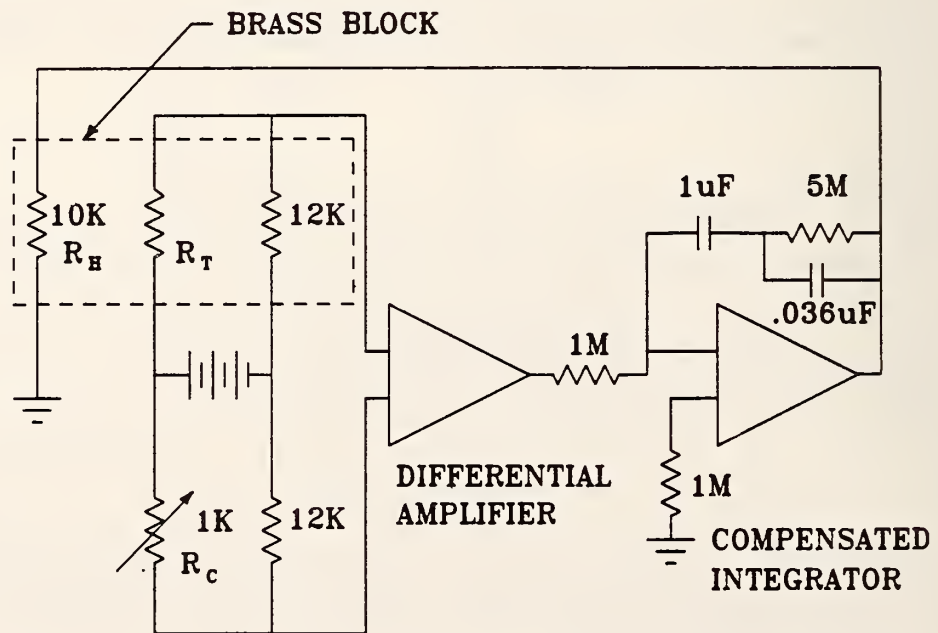 BRASS BLOCK
10K
R_H
R_T
12K
1uF
5M
.036uF
1M
1M
1K
R_C
12K
DIFFERENTIAL
AMPLIFIER
COMPENSATED
INTEGRATOR